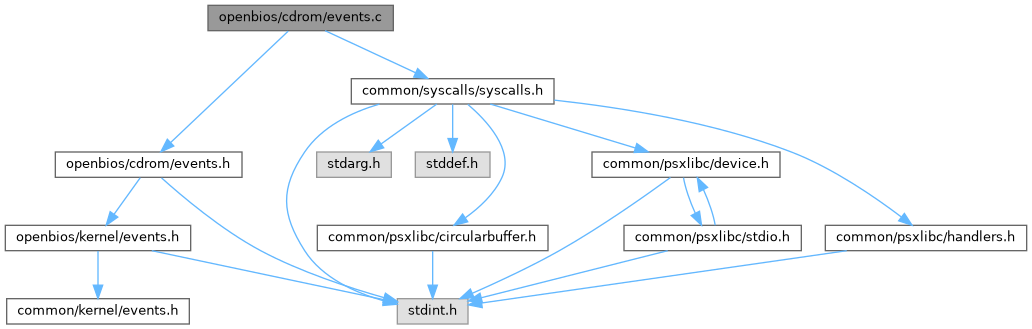 openbios/cdrom/events.c
common/syscalls/syscalls.h
openbios/cdrom/events.h
stdarg.h
stddef.h
common/psxlibc/device.h
openbios/kernel/events.h
common/psxlibc/circularbuffer.h
common/psxlibc/stdio.h
common/psxlibc/handlers.h
common/kernel/events.h
stdint.h